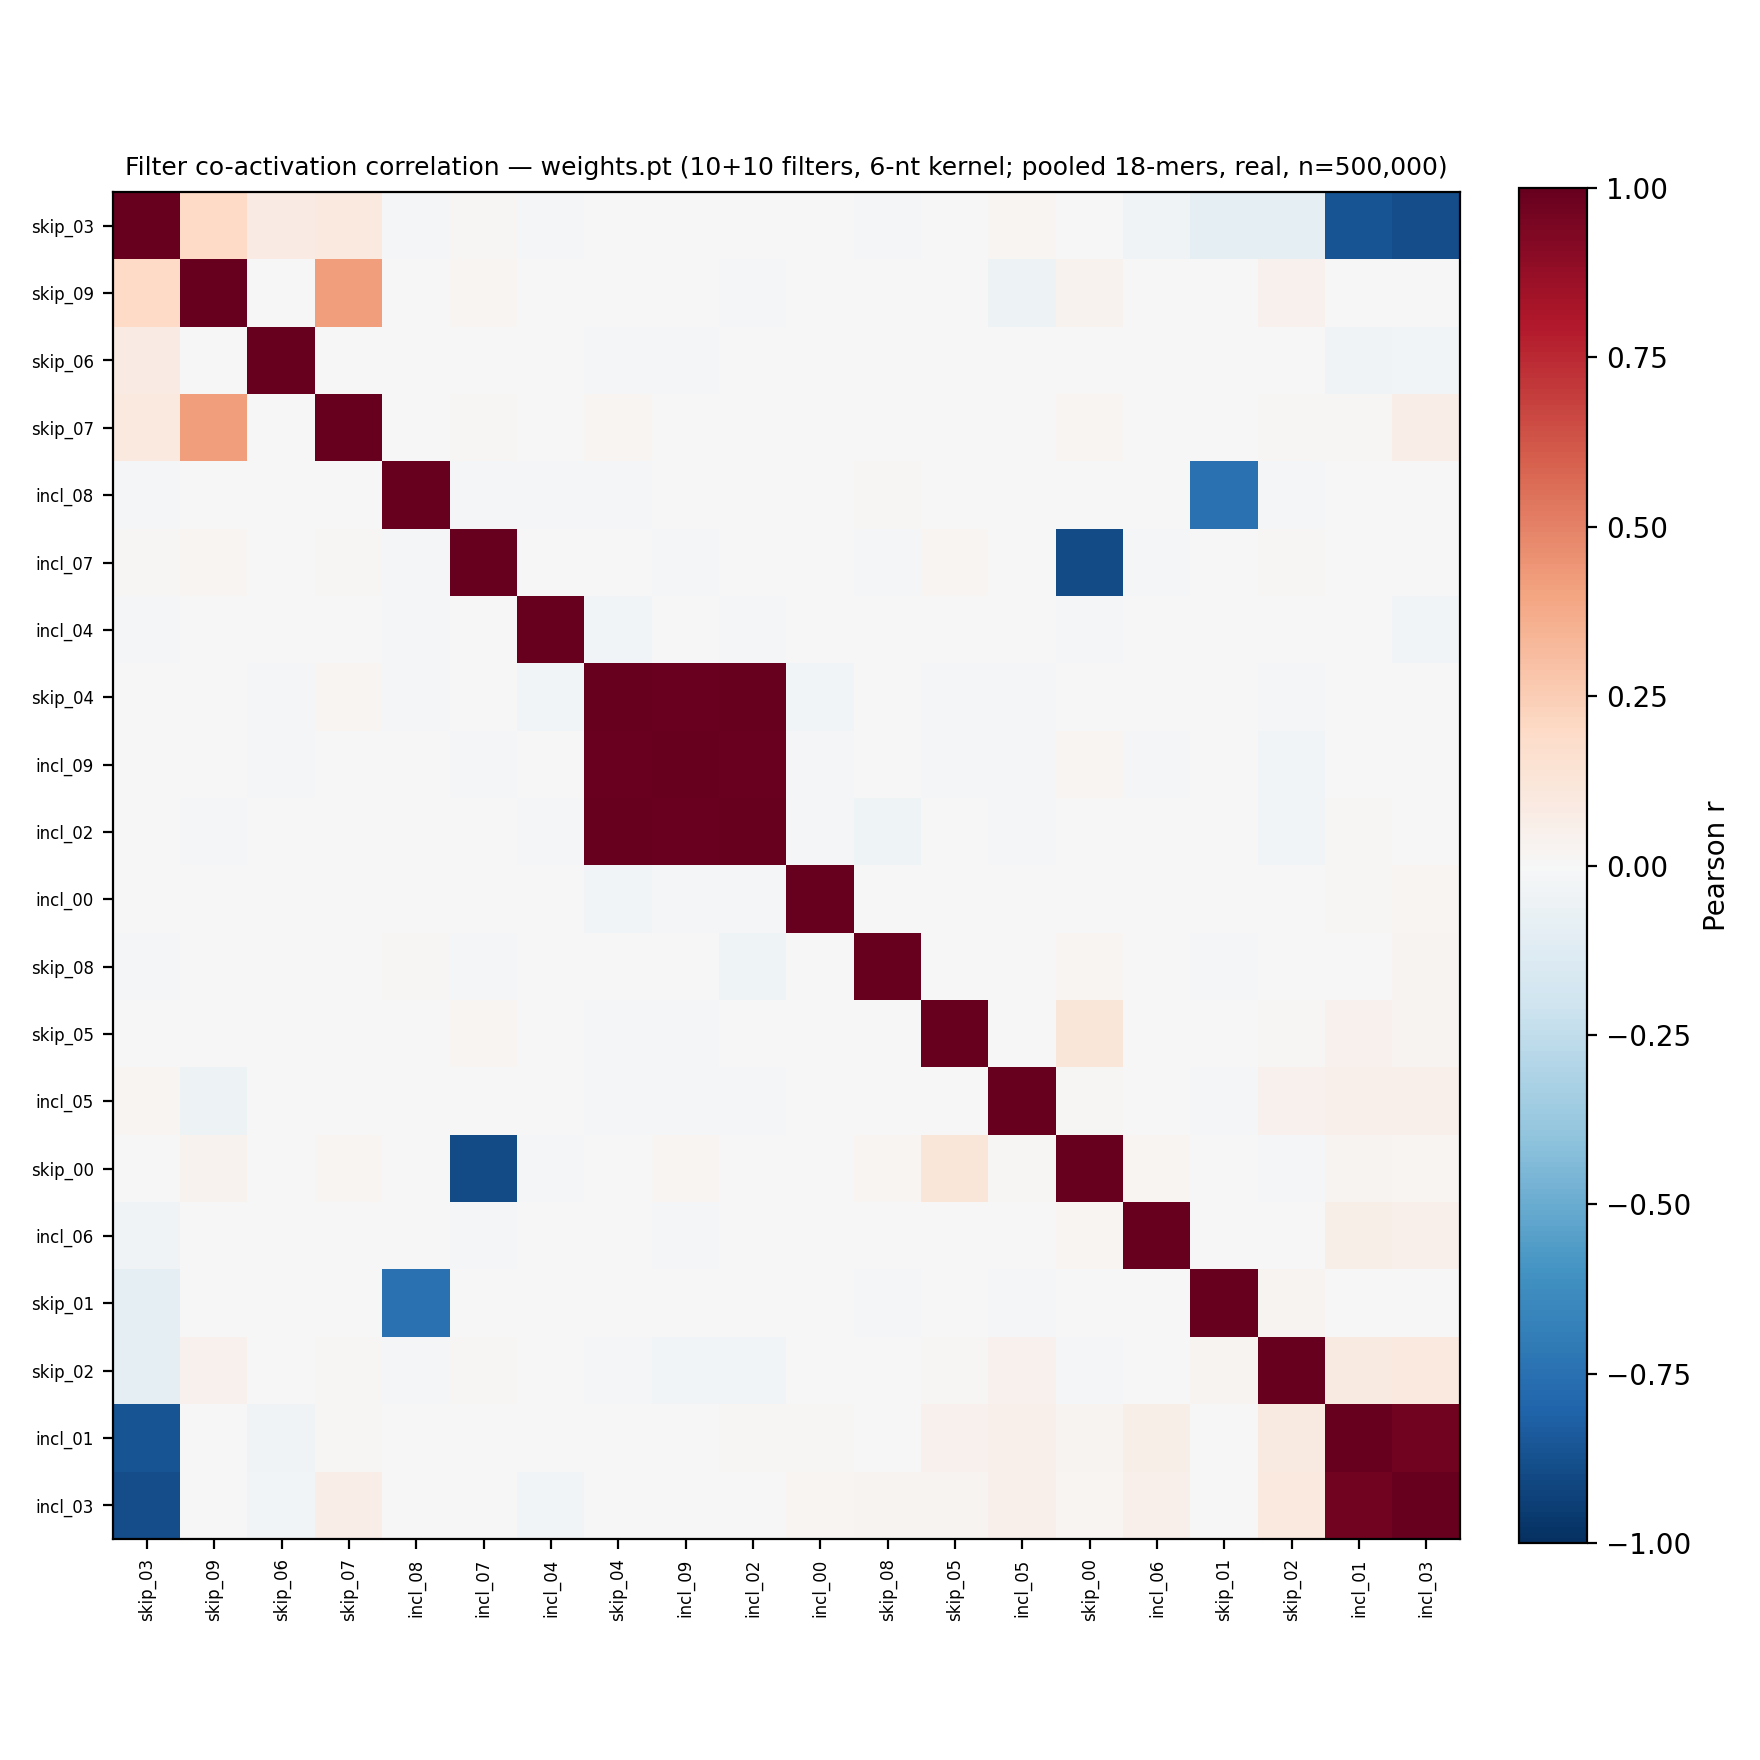 Filter co-activation correlation — weights.pt (10+10 filters, 6-nt kernel; pooled 18-mers, real, n=500,000)
skip_03
skip_09
skip_06
skip_07
incl_08
incl_07
incl_04
skip_04
incl_09
incl_02
incl_00
skip_08
skip_05
incl_05
skip_00
incl_06
skip_01
skip_02
incl_01
incl_03
skip_03
skip_09
skip_06
skip_07
incl_08
incl_07
incl_04
skip_04
incl_09
incl_02
incl_00
skip_08
skip_05
incl_05
skip_00
incl_06
skip_01
skip_02
incl_01
incl_03
1.00
0.75
0.50
0.25
0.00
−0.25
−0.50
−0.75
−1.00
Pearson r